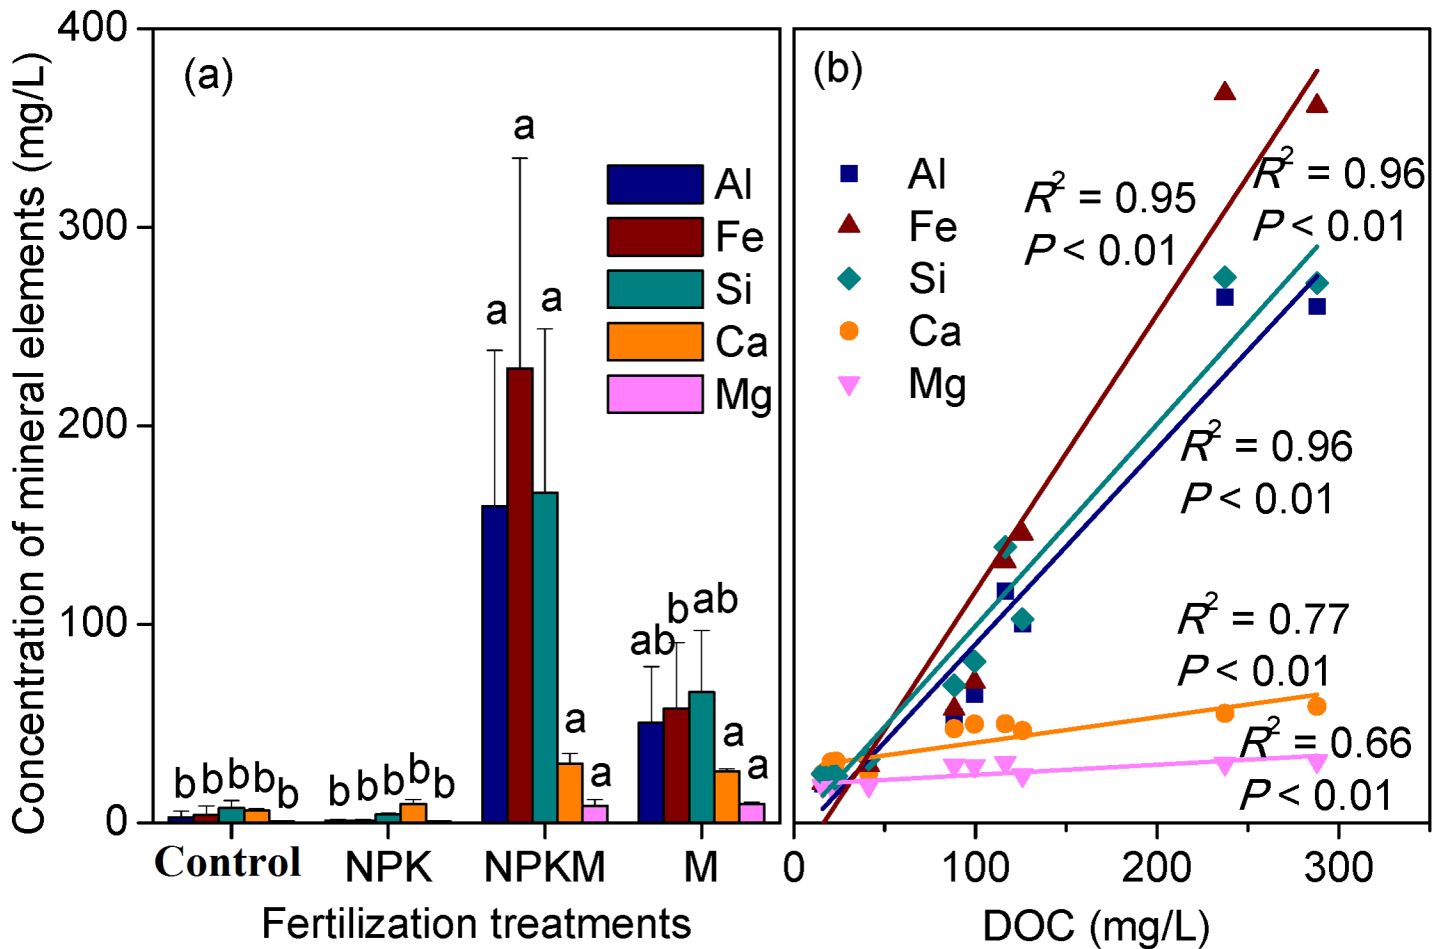 Concentration of mineral elements (mg/L)
400
300
200
100
0
(a)
Al
Fe
Si
Ca
Mg
b b b b b
b b b b b
a a a a a
ab b ab a a
Control NPK NPKM M
Fertilization treatments
(b)
Al
Fe
Si
Ca
Mg
R² = 0.95
P < 0.01
R² = 0.96
P < 0.01
R² = 0.96
P < 0.01
R² = 0.77
P < 0.01
R² = 0.66
P < 0.01
0 100 200 300
DOC (mg/L)